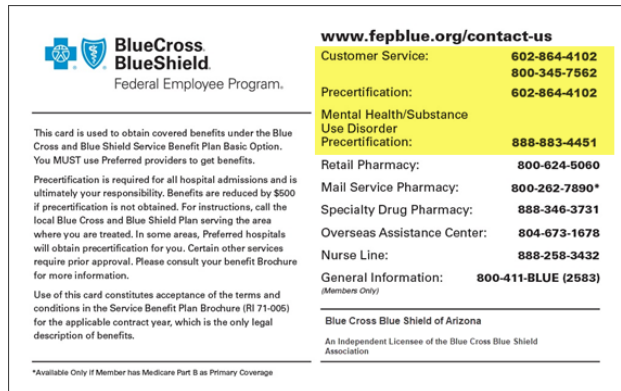 BlueCross
BlueShield
Federal Employee Program.
This card is used to obtain covered benefits under the Blue
Cross and Blue Shield Service Benefit Plan Basic Option.
You MUST use Preferred providers to get benefits.
Precertification is required for all hospital admissions and is
ultimately your responsibility. Benefits are reduced by $500
if precertification is not obtained. For instructions, call the
local Blue Cross and Blue Shield Plan serving the area
where you are treated. In some areas, Preferred hospitals
will obtain precertification for you. Certain other services
require prior approval. Please consult your benefit Brochure
for more information.
Use of this card constitutes acceptance of the terms and
conditions in the Service Benefit Plan Brochure (RI 71-005)
for the applicable contract year, which is the only legal
description of benefits.
*Available Only if Member has Medicare Part B as Primary Coverage
www.fepblue.org/contact-us
Customer Service: 602-864-4102
800-345-7562
Precertification: 602-864-4102
Mental Health/Substance
Use Disorder
Precertification: 888-883-4451
Retail Pharmacy: 800-624-5060
Mail Service Pharmacy: 800-262-7890*
Specialty Drug Pharmacy: 888-346-3731
Overseas Assistance Center: 804-673-1678
Nurse Line: 888-258-3432
General Information: 800-411-BLUE (2583)
(Members Only)
Blue Cross Blue Shield of Arizona
An Independent Licensee of the Blue Cross Blue Shield
Association